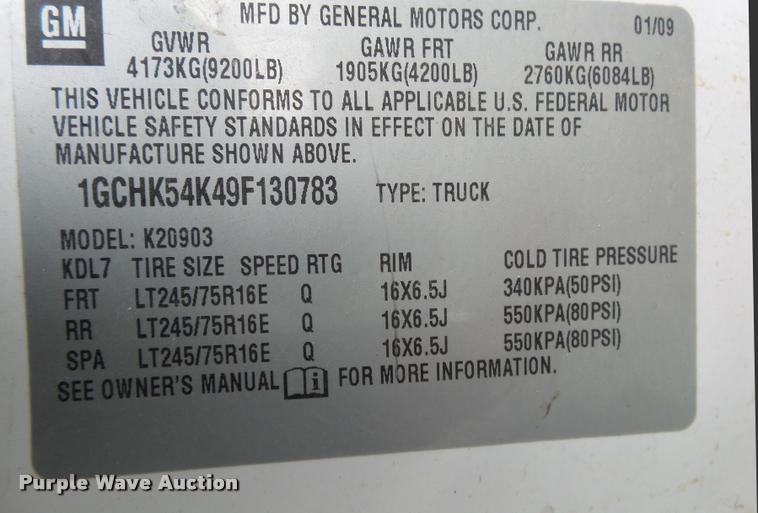 GM
MFD BY GENERAL MOTORS CORP. 01/09
GVWR GAWR FRT GAWR RR
4173KG(9200LB) 1905KG(4200LB) 2760KG(6084LB)
THIS VEHICLE CONFORMS TO ALL APPLICABLE U.S. FEDERAL MOTOR
VEHICLE SAFETY STANDARDS IN EFFECT ON THE DATE OF
MANUFACTURE SHOWN ABOVE.
1GCHK54K49F130783 TYPE: TRUCK
MODEL: K20903
KDL7 TIRE SIZE SPEED RTG RIM COLD TIRE PRESSURE
FRT LT245/75R16E Q 16X6.5J 340KPA(50PSI)
RR LT245/75R16E Q 16X6.5J 550KPA(80PSI)
SPA LT245/75R16E Q 16X6.5J 550KPA(80PSI)
SEE OWNER'S MANUAL i FOR MORE INFORMATION.
Purple Wave Auction